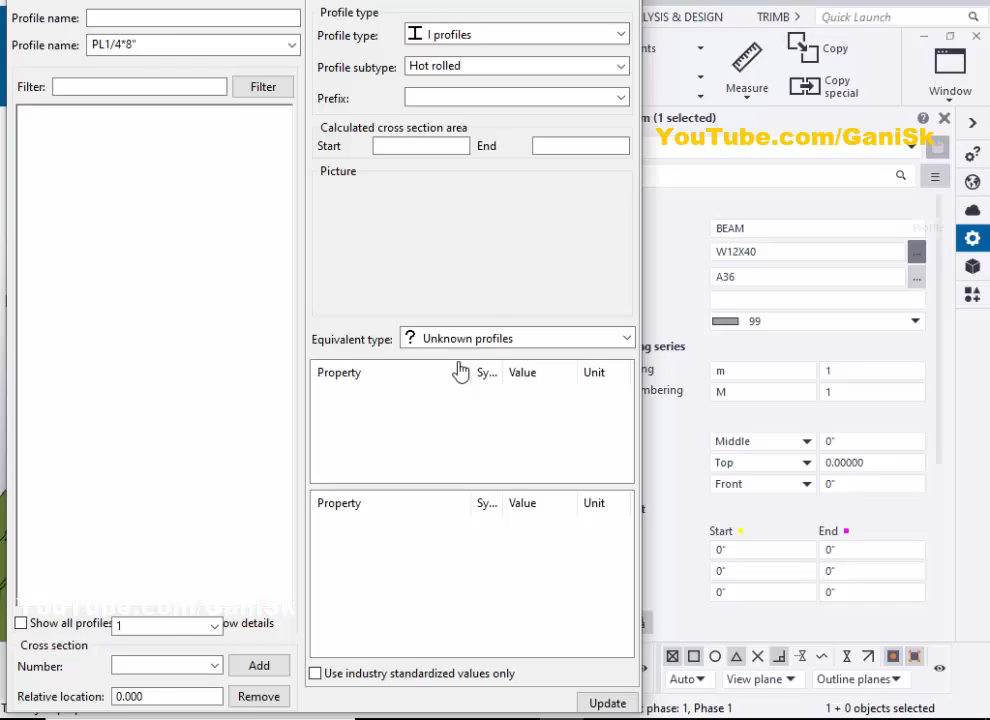 Profile name:
Profile name: PL1/4*8"
Filter: Filter
Show all profiles 1 ow details
Cross section
Number: Add
Relative location: 0.000 Remove
Profile type
Profile type: I profiles
Profile subtype: Hot rolled
Prefix:
Calculated cross section area
Start End
Picture
Equivalent type: ? Unknown profiles
Property Sy... Value Unit
Property Sy... Value Unit
Use industry standardized values only
Update
LYSIS & DESIGN TRIMB Quick Launch
nts
Measure
Copy
Copy special
Window
m (1 selected)
YouTube.com/GaniSk
BEAM
W12X40 ...
A36 ...
99
ng series
ng m 1
mbering M 1
Middle 0"
Top 0.00000
Front 0"
t
Start End
0" 0"
0" 0"
0" 0"
YouTube.com/GaniSk
Auto View plane Outline planes
phase: 1, Phase 1 1 + 0 objects selected